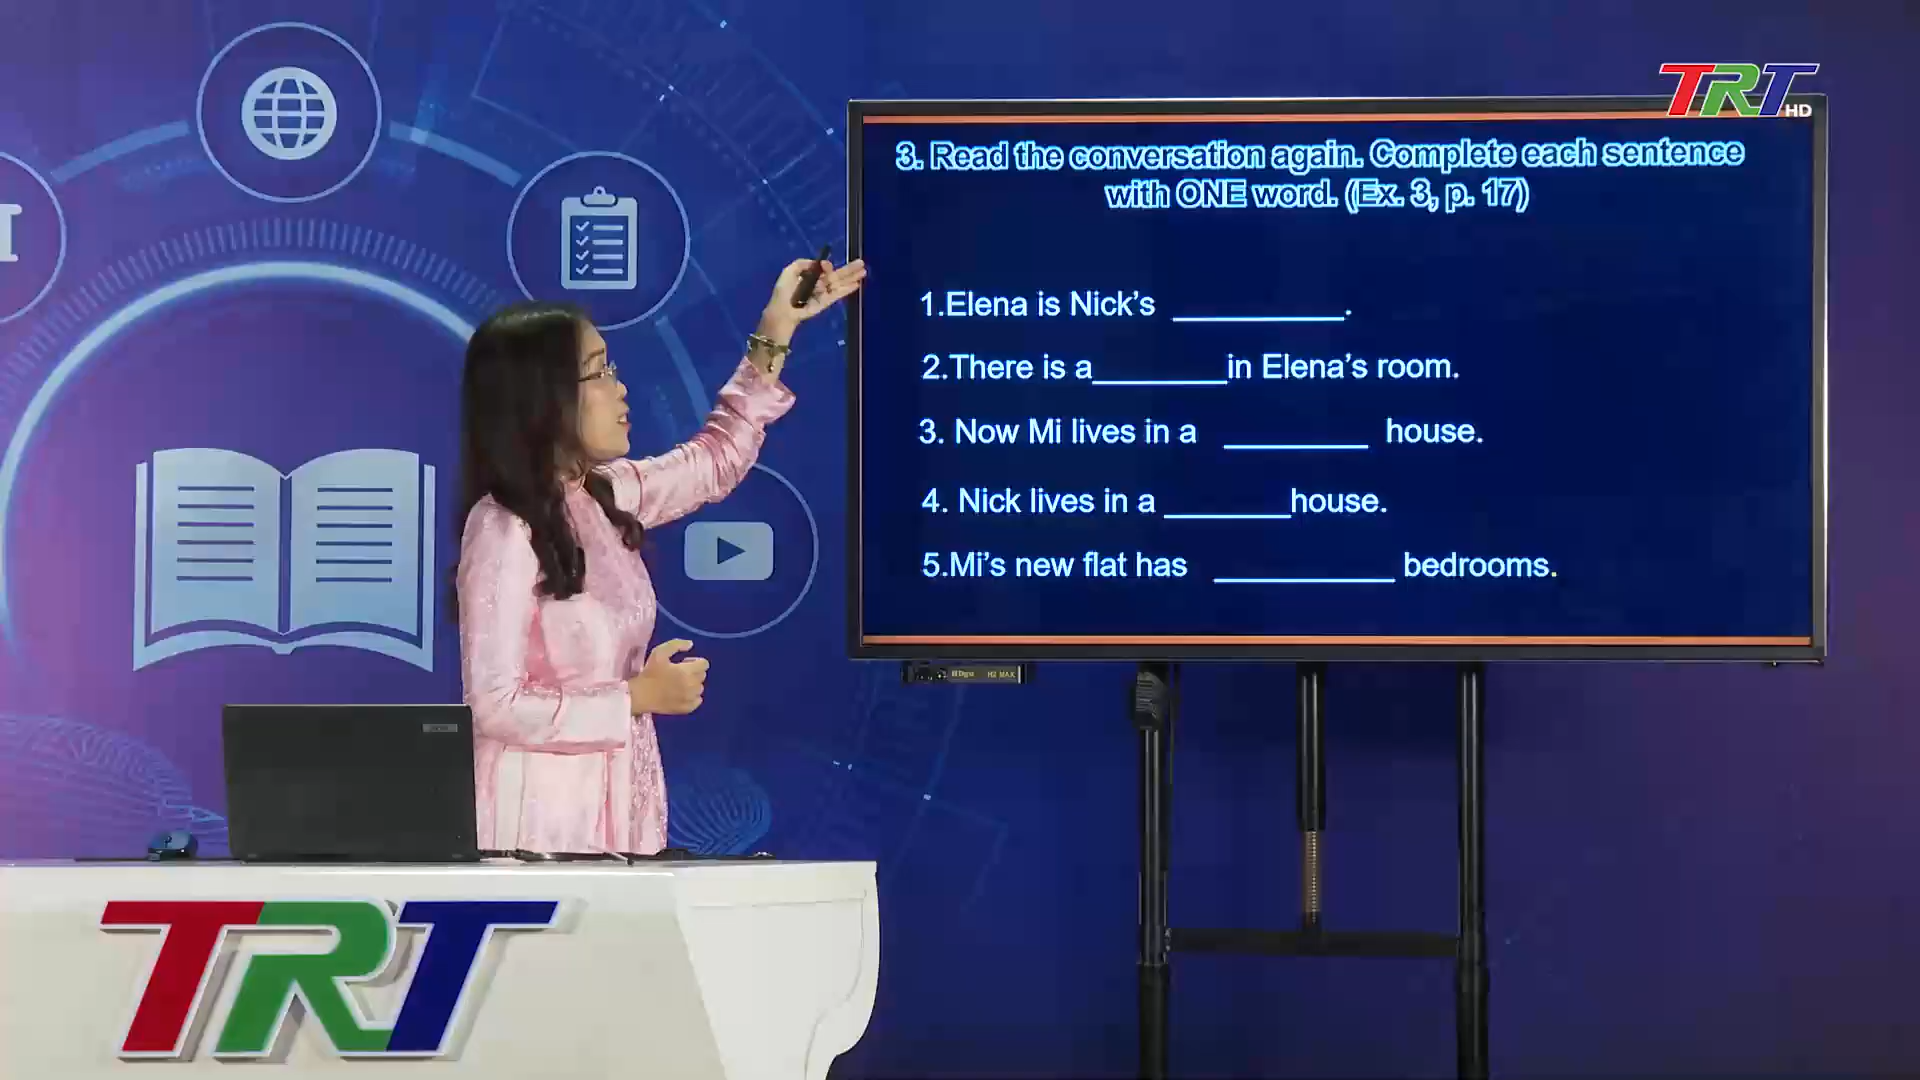 TRT HD
3. Read the conversation again. Complete each sentence
with ONE word. (Ex. 3, p. 17)
1.Elena is Nick’s __________.
2.There is a________in Elena’s room.
3. Now Mi lives in a ________ house.
4. Nick lives in a _______house.
5.Mi’s new flat has __________ bedrooms.
H2 MAX
TRT